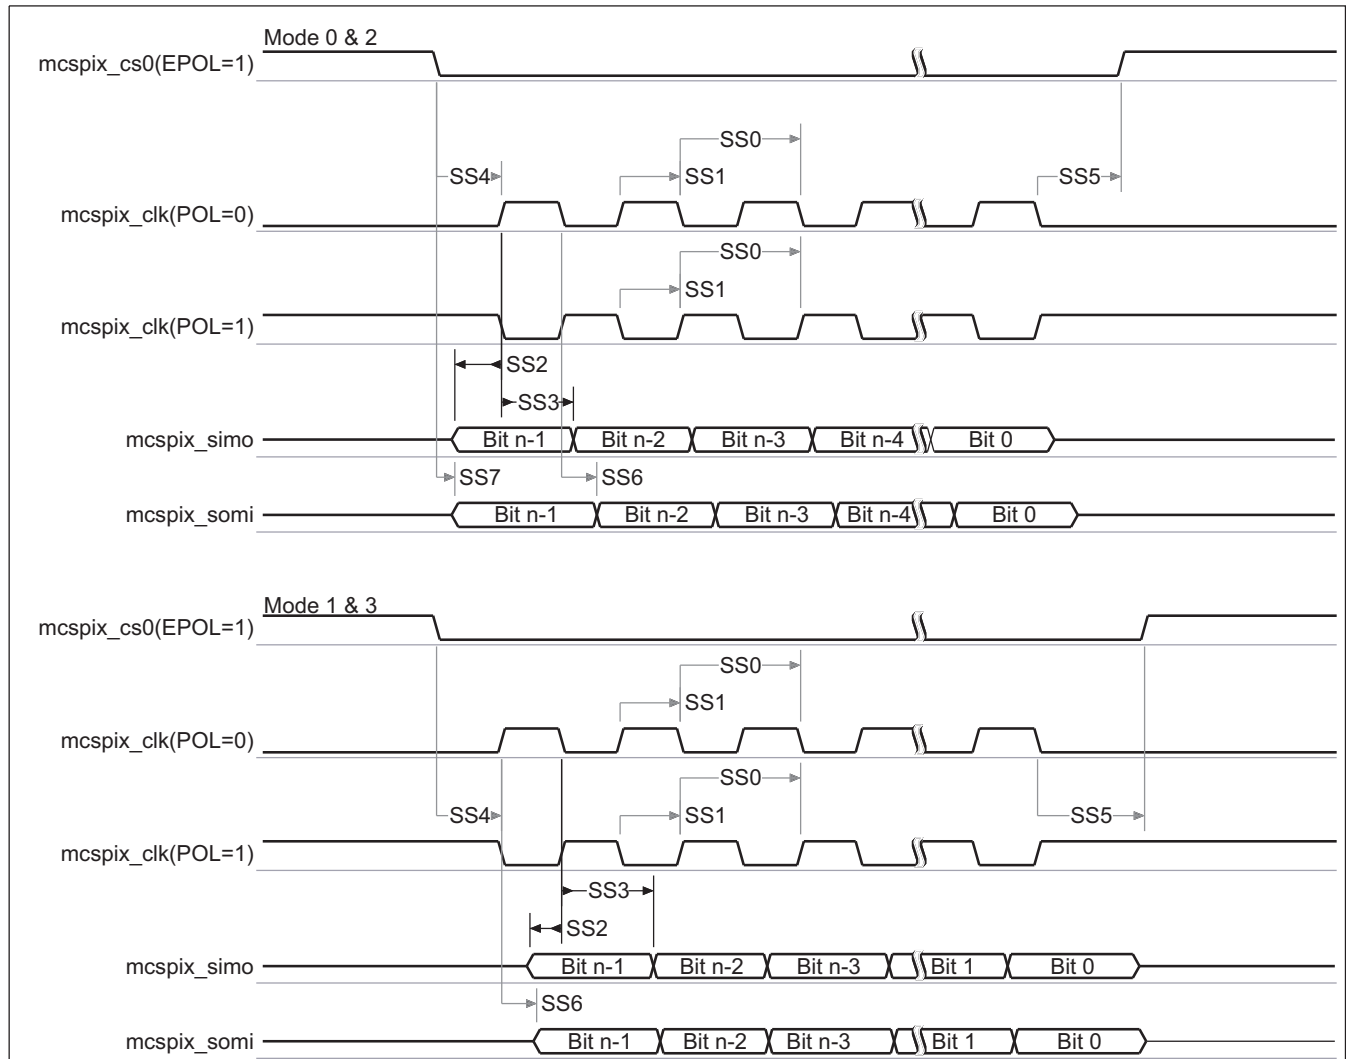 Mode 0 & 2
mcspix_cs0(EPOL=1)
SS0
SS4 SS1 SS5
mcspix_clk(POL=0)
SS0
SS1
mcspix_clk(POL=1)
SS2
SS3
mcspix_simo Bit n-1 Bit n-2 Bit n-3 Bit n-4 Bit 0
SS7 SS6
mcspix_somi Bit n-1 Bit n-2 Bit n-3 Bit n-4 Bit 0
Mode 1 & 3
mcspix_cs0(EPOL=1)
SS0
SS1
mcspix_clk(POL=0)
SS0
SS4 SS1 SS5
mcspix_clk(POL=1)
SS3
SS2
mcspix_simo Bit n-1 Bit n-2 Bit n-3 Bit 1 Bit 0
SS6
mcspix_somi Bit n-1 Bit n-2 Bit n-3 Bit 1 Bit 0